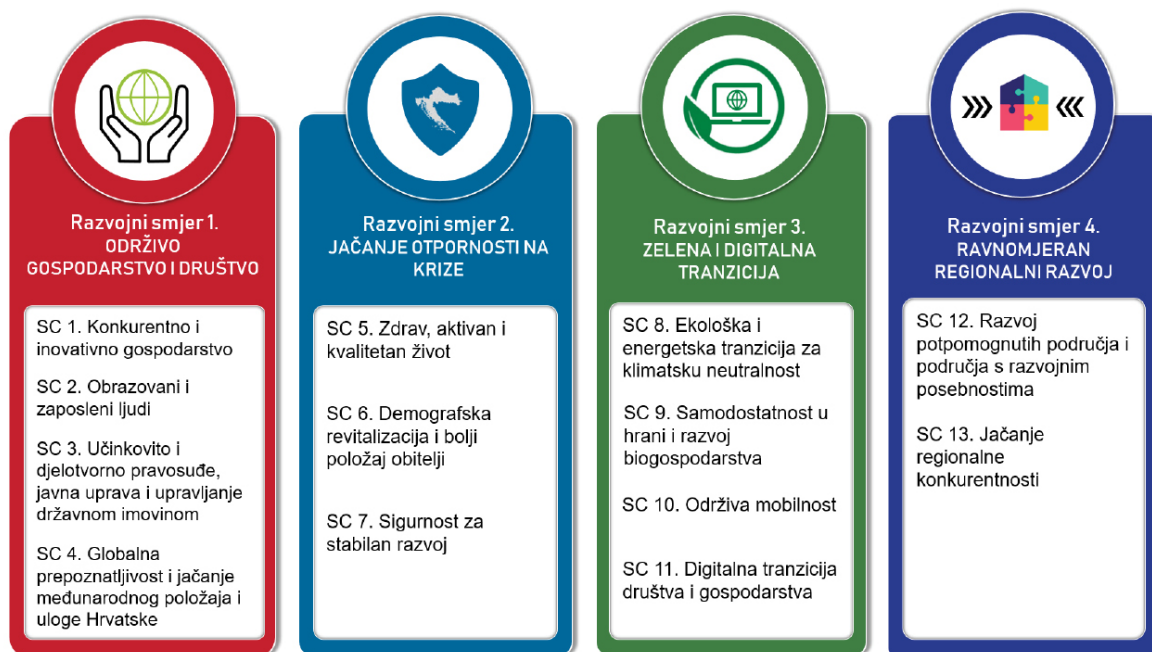 Razvojni smjer 1.
ODRŽIVO
GOSPODARSTVO I DRUŠTVO
SC 1. Konkurentno i
inovativno gospodarstvo
SC 2. Obrazovani i
zaposleni ljudi
SC 3. Učinkovito i
djelotvorno pravosuđe,
javna uprava i upravljanje
državnom imovinom
SC 4. Globalna
prepoznatljivost i jačanje
međunarodnog položaja i
uloge Hrvatske
Razvojni smjer 2.
JAČANJE OTPORNOSTI NA
KRIZE
SC 5. Zdrav, aktivan i
kvalitetan život
SC 6. Demografska
revitalizacija i bolji
položaj obitelji
SC 7. Sigurnost za
stabilan razvoj
Razvojni smjer 3.
ZELENA I DIGITALNA
TRANZICIJA
SC 8. Ekološka i
energetska tranzicija za
klimatsku neutralnost
SC 9. Samodostatnost u
hrani i razvoj
biogospodarstva
SC 10. Održiva mobilnost
SC 11. Digitalna tranzicija
društva i gospodarstva
Razvojni smjer 4.
RAVNOMJERAN
REGIONALNI RAZVOJ
SC 12. Razvoj
potpomognutih područja i
područja s razvojnim
posebnostima
SC 13. Jačanje
regionalne
konkurentnosti